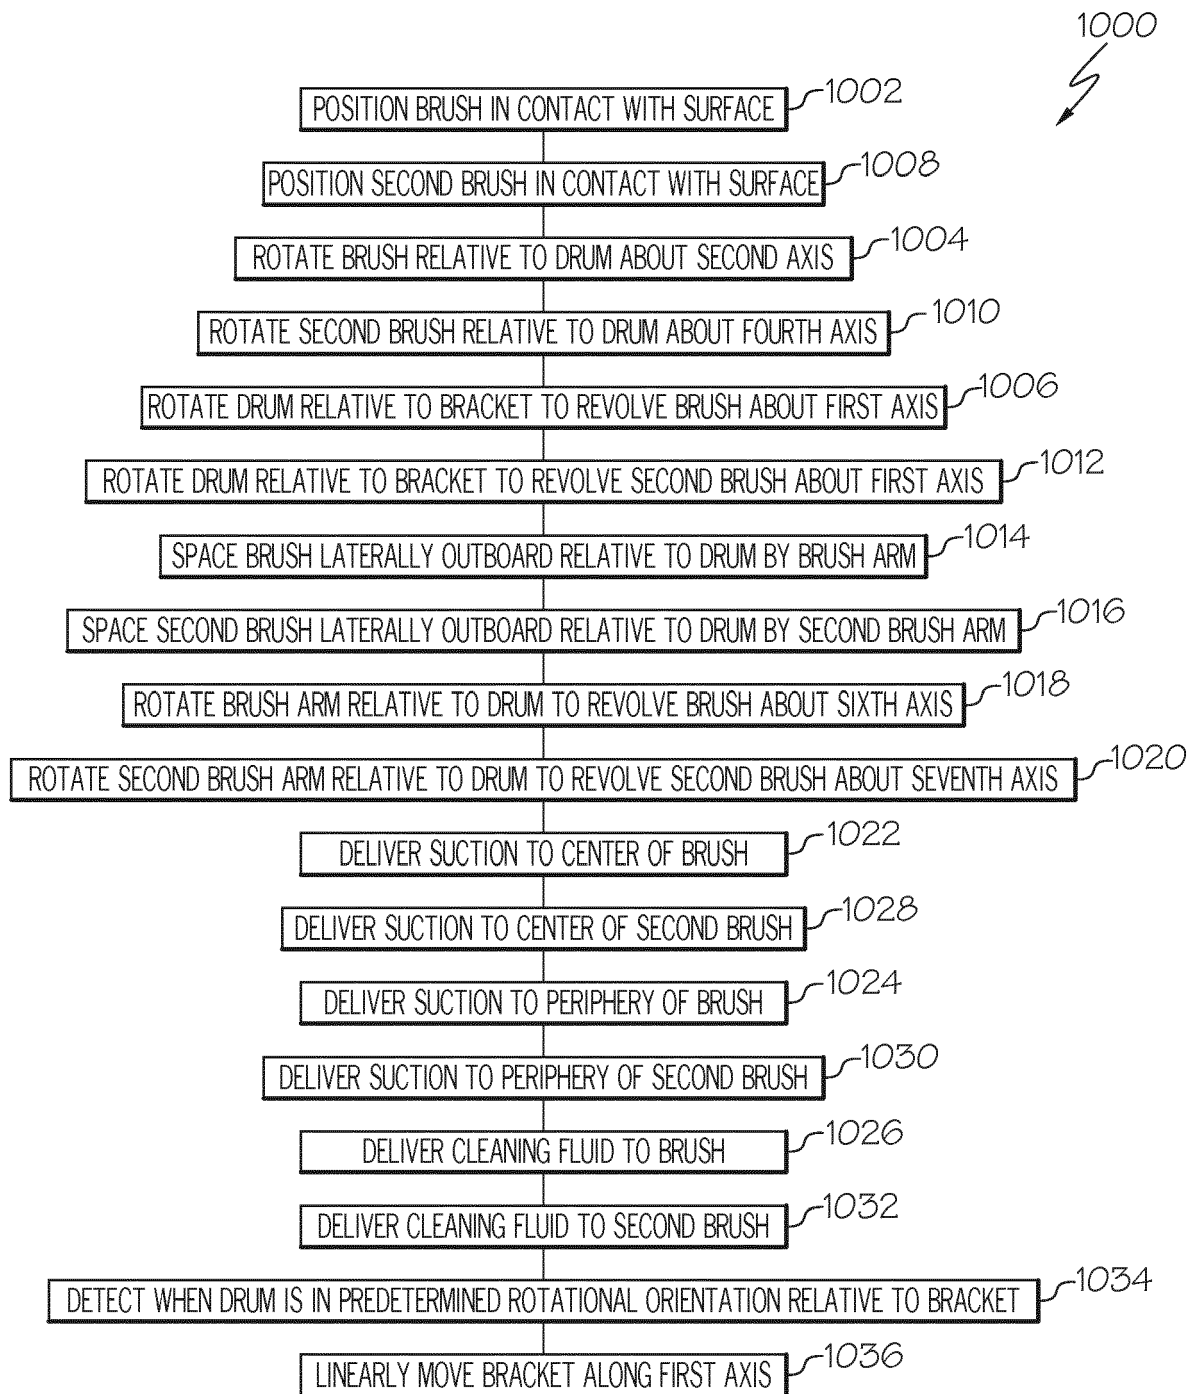 1000
POSITION BRUSH IN CONTACT WITH SURFACE 1002
POSITION SECOND BRUSH IN CONTACT WITH SURFACE 1008
ROTATE BRUSH RELATIVE TO DRUM ABOUT SECOND AXIS 1004
ROTATE SECOND BRUSH RELATIVE TO DRUM ABOUT FOURTH AXIS 1010
ROTATE DRUM RELATIVE TO BRACKET TO REVOLVE BRUSH ABOUT FIRST AXIS 1006
ROTATE DRUM RELATIVE TO BRACKET TO REVOLVE SECOND BRUSH ABOUT FIRST AXIS 1012
SPACE BRUSH LATERALLY OUTBOARD RELATIVE TO DRUM BY BRUSH ARM 1014
SPACE SECOND BRUSH LATERALLY OUTBOARD RELATIVE TO DRUM BY SECOND BRUSH ARM 1016
ROTATE BRUSH ARM RELATIVE TO DRUM TO REVOLVE BRUSH ABOUT SIXTH AXIS 1018
ROTATE SECOND BRUSH ARM RELATIVE TO DRUM TO REVOLVE SECOND BRUSH ABOUT SEVENTH AXIS 1020
DELIVER SUCTION TO CENTER OF BRUSH 1022
DELIVER SUCTION TO CENTER OF SECOND BRUSH 1028
DELIVER SUCTION TO PERIPHERY OF BRUSH 1024
DELIVER SUCTION TO PERIPHERY OF SECOND BRUSH 1030
DELIVER CLEANING FLUID TO BRUSH 1026
DELIVER CLEANING FLUID TO SECOND BRUSH 1032
DETECT WHEN DRUM IS IN PREDETERMINED ROTATIONAL ORIENTATION RELATIVE TO BRACKET 1034
LINEARLY MOVE BRACKET ALONG FIRST AXIS 1036